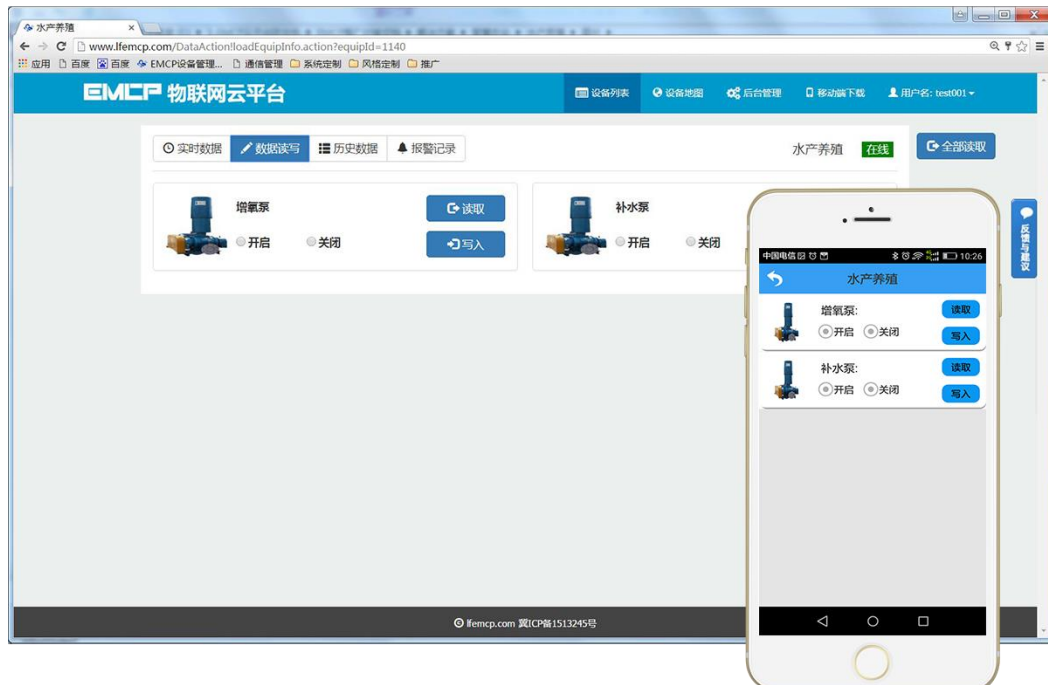 水产养殖
www.lfemcp.com/DataAction!loadEquipInfo.action?equipId=1140
应用 百度 百度 EMCP设备管理... 通信管理 系统定制 风格定制 推广
EMCP 物联网云平台 设备列表 设备地图 后台管理 移动端下载 用户名: test001
实时数据 数据读写 历史数据 报警记录 水产养殖 在线 全部读取
增氧泵 读取
开启 关闭 写入
补水泵
开启 关闭
反馈与建议
中国电信 10:26
水产养殖
增氧泵: 读取
开启 关闭 写入
补水泵: 读取
开启 关闭 写入
© lfemcp.com 冀ICP备1513245号